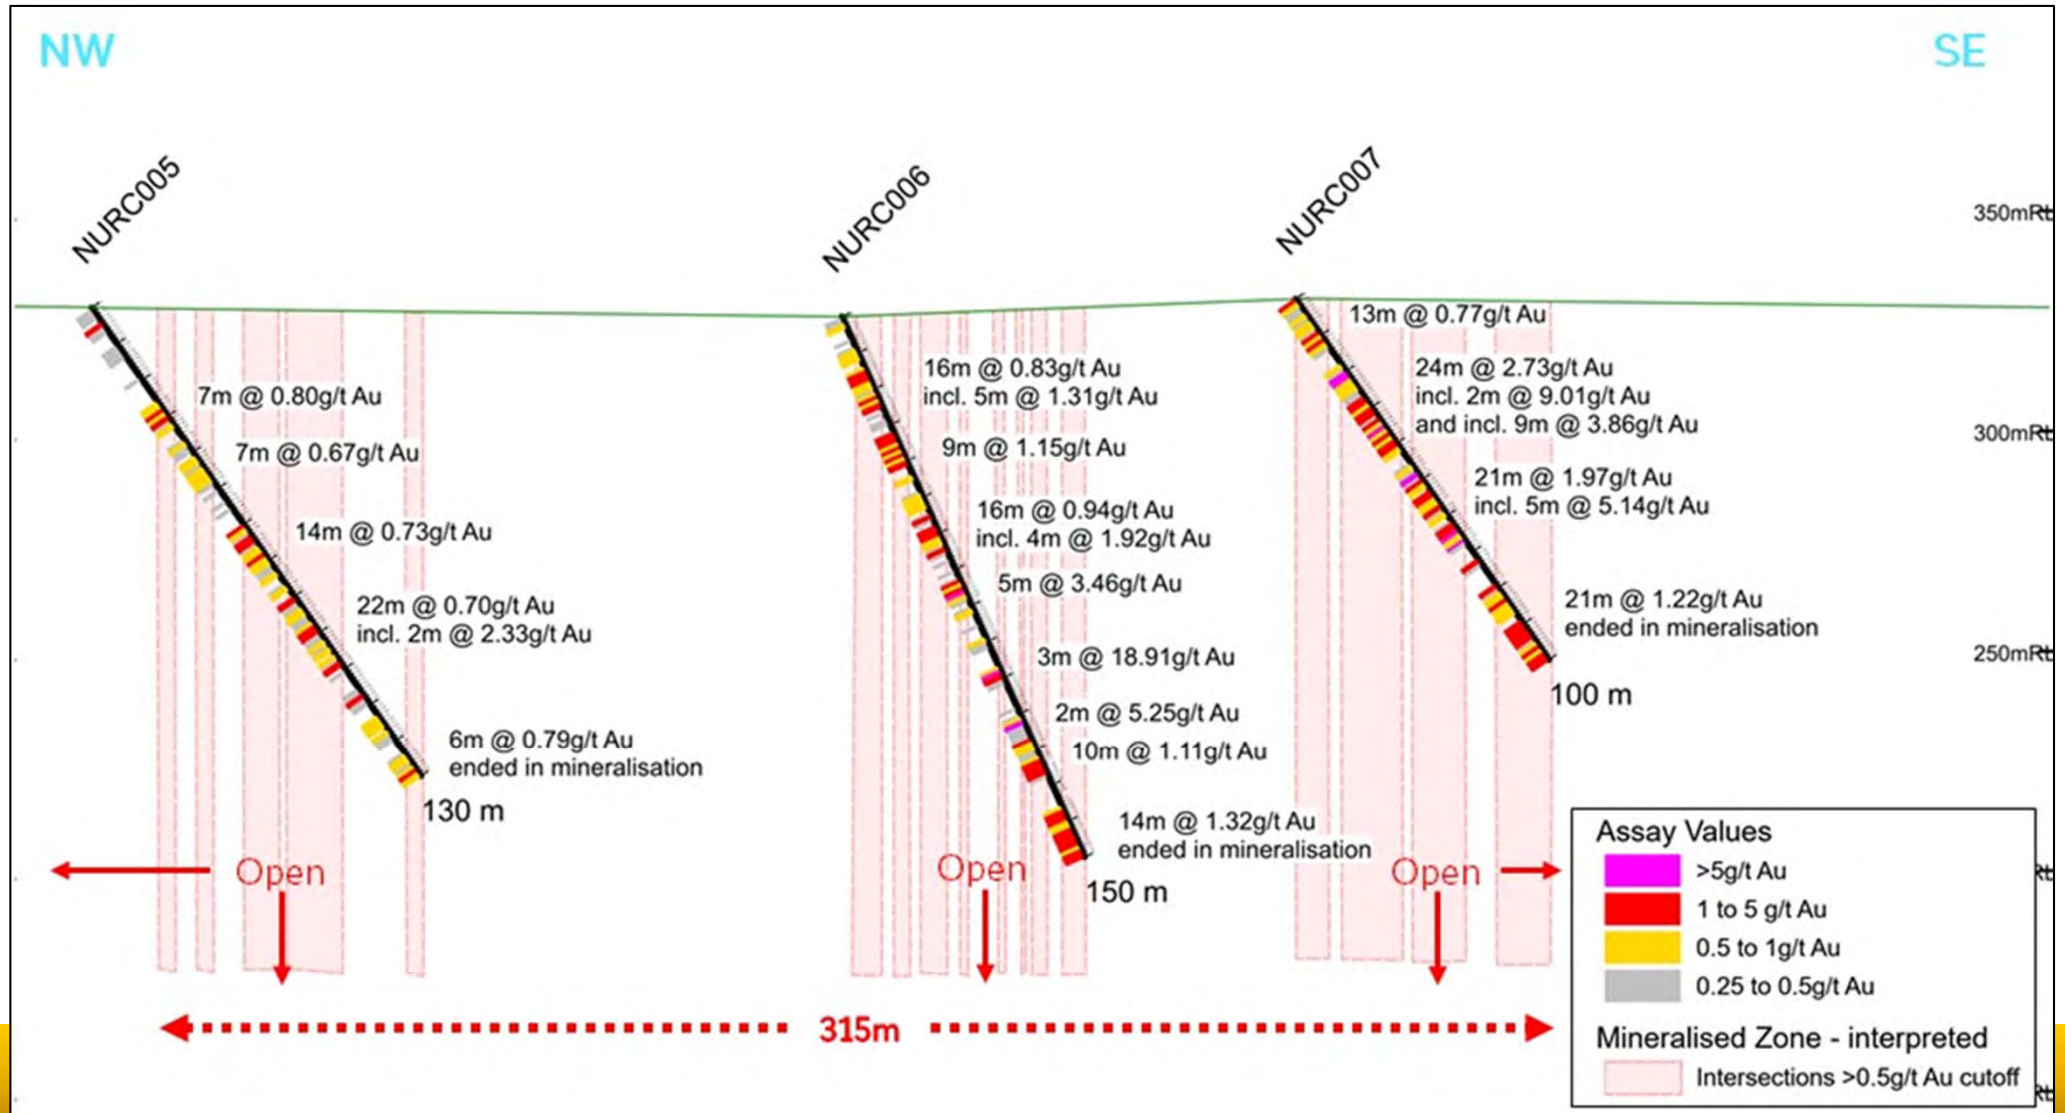 NW
SE
NURC005
NURC006
NURC007
350mRL
300mRL
250mRL
7m @ 0.80g/t Au
7m @ 0.67g/t Au
14m @ 0.73g/t Au
22m @ 0.70g/t Au
incl. 2m @ 2.33g/t Au
6m @ 0.79g/t Au
ended in mineralisation
130 m
16m @ 0.83g/t Au
incl. 5m @ 1.31g/t Au
9m @ 1.15g/t Au
16m @ 0.94g/t Au
incl. 4m @ 1.92g/t Au
5m @ 3.46g/t Au
3m @ 18.91g/t Au
2m @ 5.25g/t Au
10m @ 1.11g/t Au
14m @ 1.32g/t Au
ended in mineralisation
150 m
13m @ 0.77g/t Au
24m @ 2.73g/t Au
incl. 2m @ 9.01g/t Au
and incl. 9m @ 3.86g/t Au
21m @ 1.97g/t Au
incl. 5m @ 5.14g/t Au
21m @ 1.22g/t Au
ended in mineralisation
100 m
Open
Open
Open
315m
Assay Values
>5g/t Au
1 to 5 g/t Au
0.5 to 1g/t Au
0.25 to 0.5g/t Au
Mineralised Zone - interpreted
Intersections >0.5g/t Au cutoff